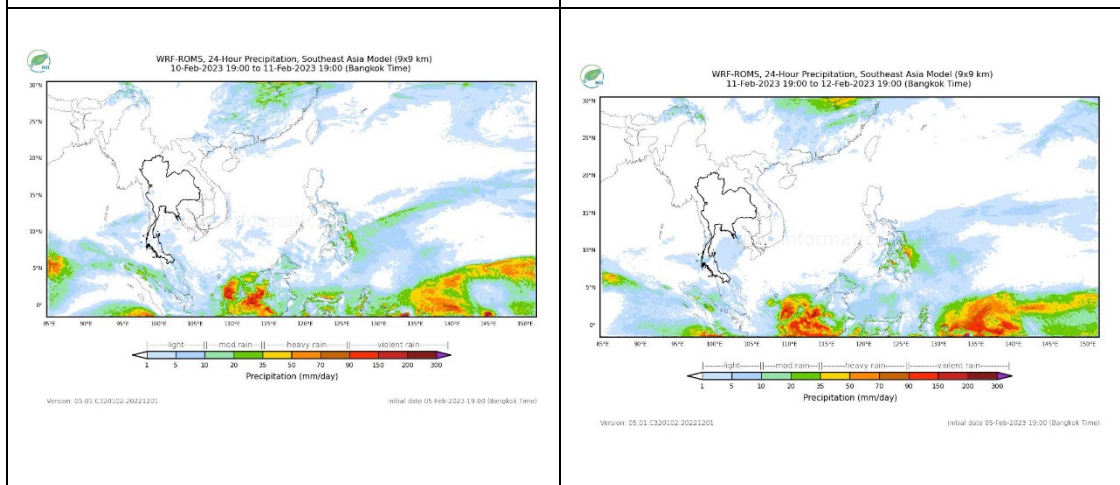 WRF-ROMS, 24-Hour Precipitation, Southeast Asia Model (9x9 km)
10-Feb-2023 19:00 to 11-Feb-2023 19:00 (Bangkok Time)
30°N
25°N
20°N
15°N
10°N
5°N
0°
85°E 90°E 95°E 100°E 105°E 110°E 115°E 120°E 125°E 130°E 135°E 140°E 145°E 150°E
light mod.rain heavy rain violent rain
1 5 10 20 35 50 70 90 150 200 300
Precipitation (mm/day)
Version: 05.01.C320102.20221201 initial date 05-Feb-2023 19:00 (Bangkok Time)
WRF-ROMS, 24-Hour Precipitation, Southeast Asia Model (9x9 km)
11-Feb-2023 19:00 to 12-Feb-2023 19:00 (Bangkok Time)
30°N
25°N
20°N
15°N
10°N
5°N
0°
85°E 90°E 95°E 100°E 105°E 110°E 115°E 120°E 125°E 130°E 135°E 140°E 145°E 150°E
light mod.rain heavy rain violent rain
1 5 10 20 35 50 70 90 150 200 300
Precipitation (mm/day)
Version: 05.01.C320102.20221201 initial date 05-Feb-2023 19:00 (Bangkok Time)